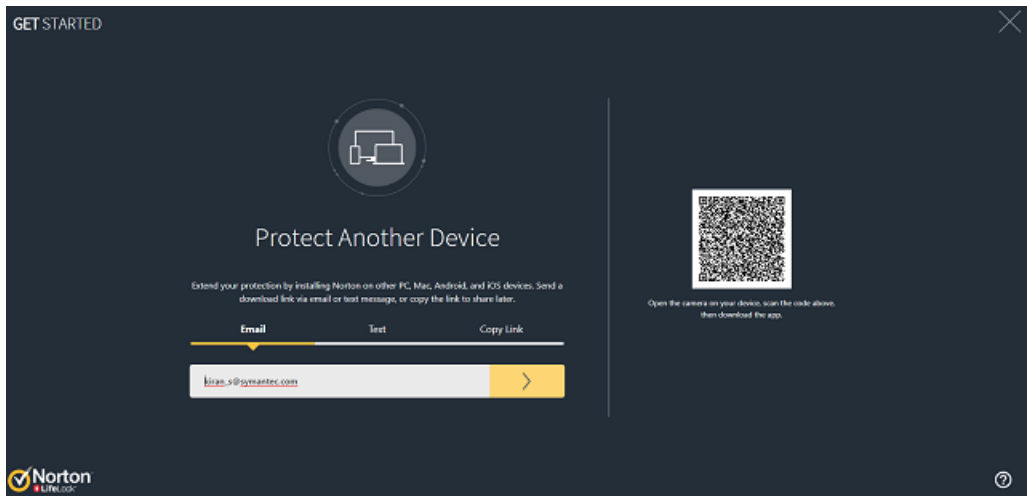 GET STARTED
Protect Another Device
Extend your protection by installing Norton on other PC, Mac, Android, and iOS devices. Send a
download link via email or text message, or copy the link to share later.
Email
Text
Copy Link
kiran_s@symantec.com
Open the camera on your device, scan the code above,
then download the app.
Norton
LifeLock
?